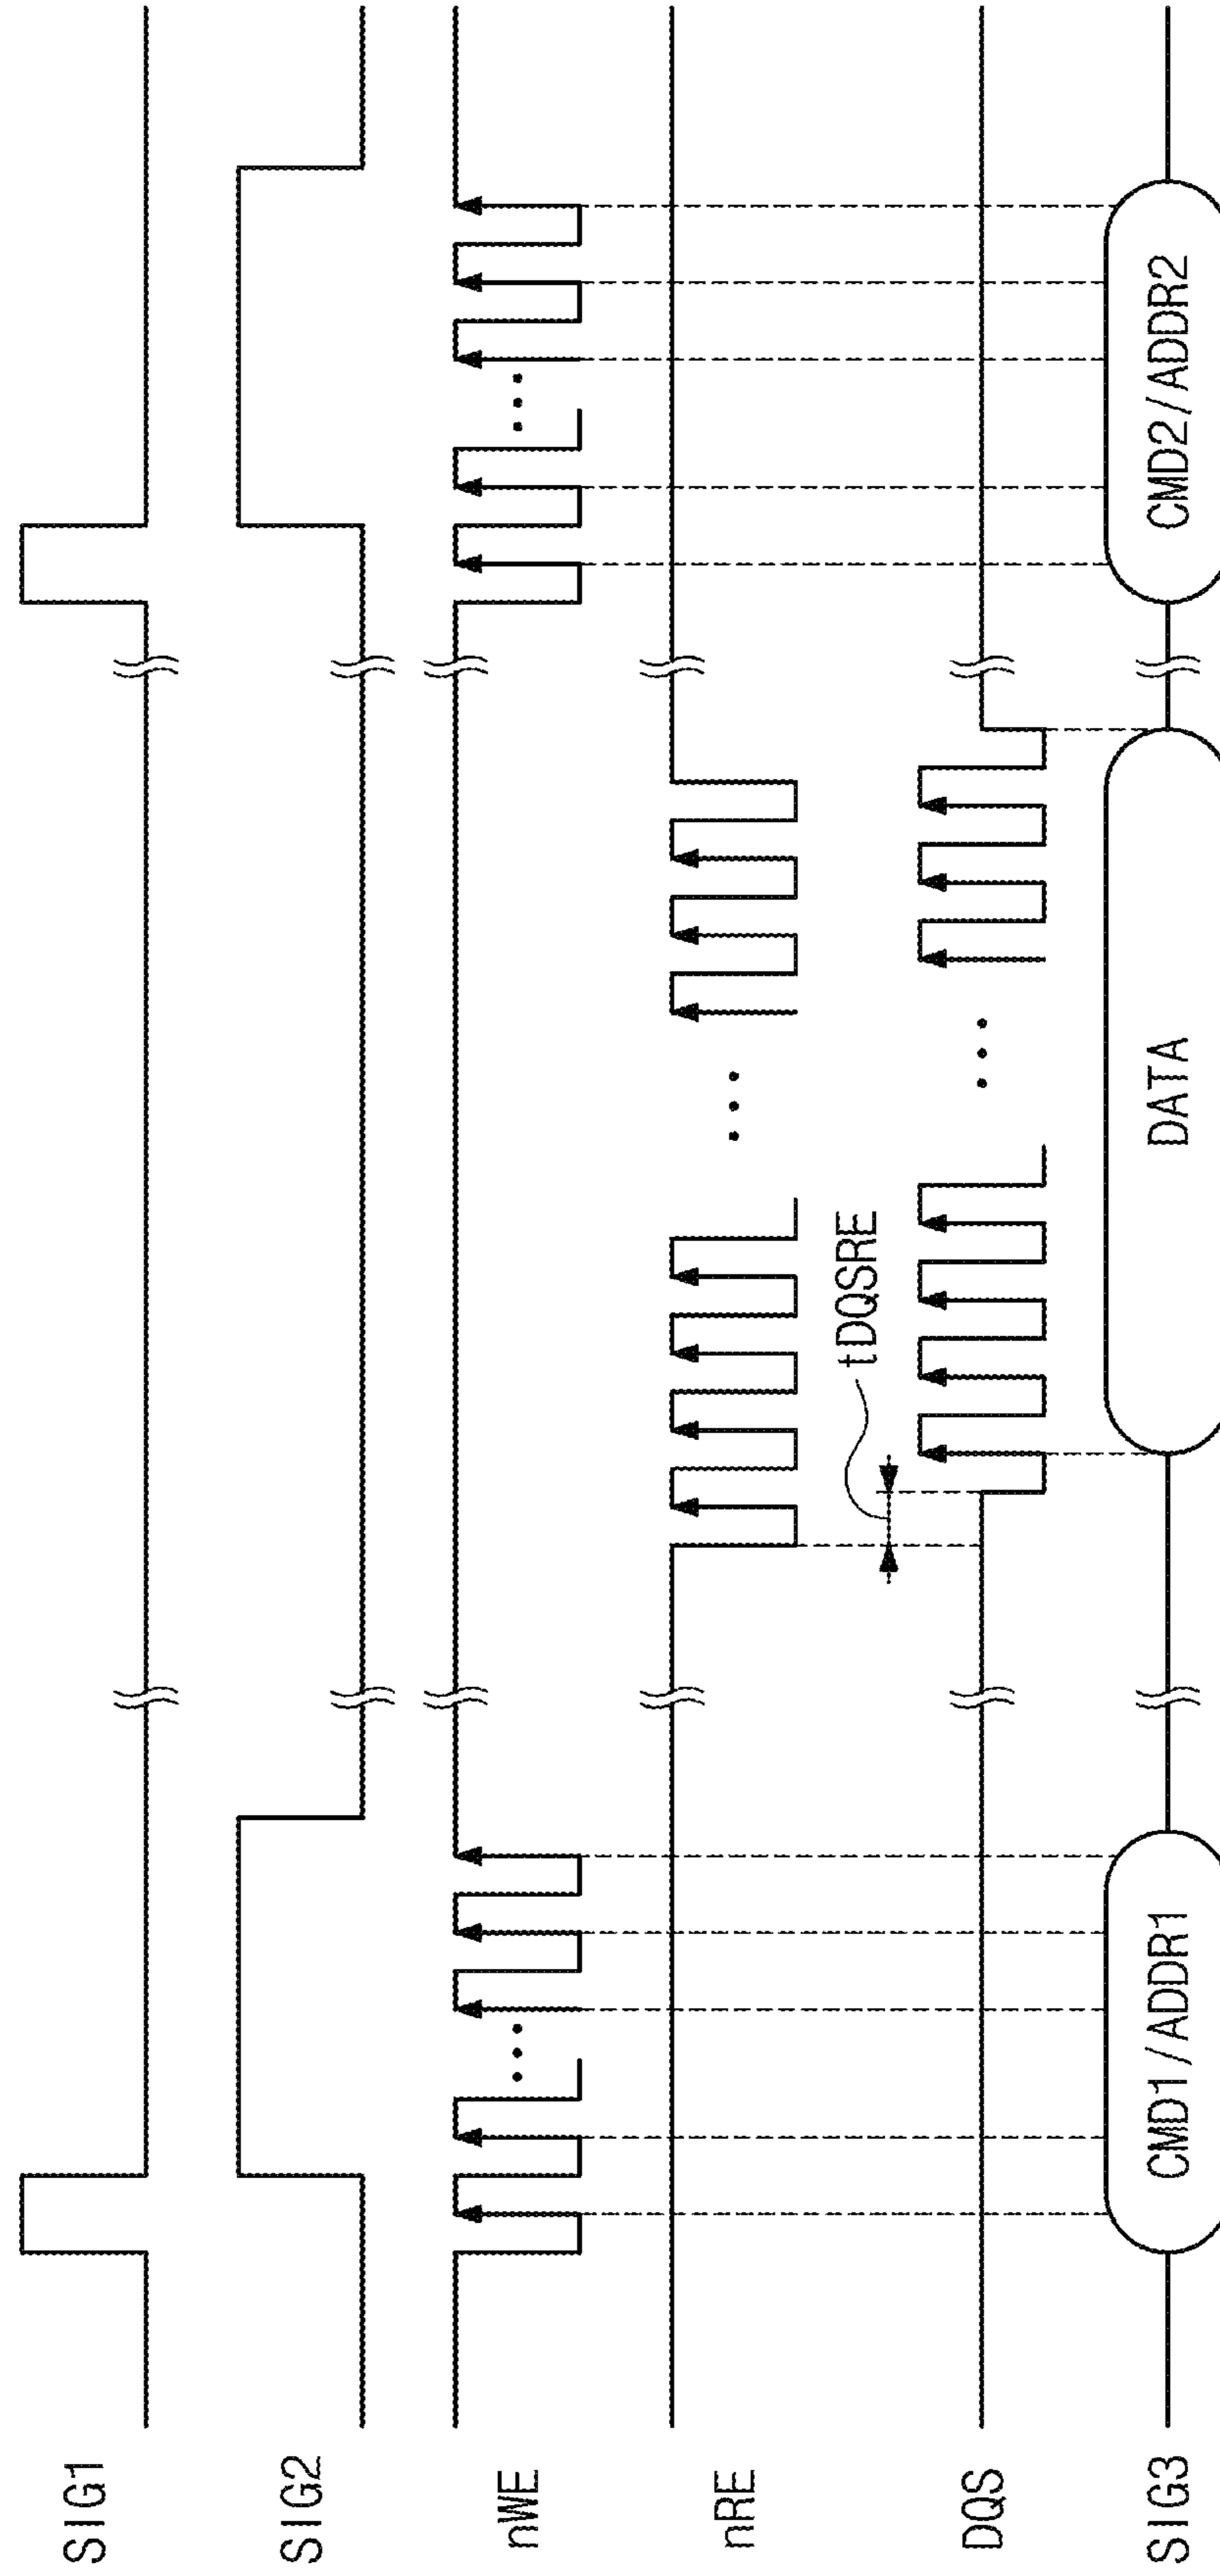 SIG1
SIG2
nWE
nRE
tDQSRE
DQS
SIG3
CMD1/ADDR1
DATA
CMD2/ADDR2